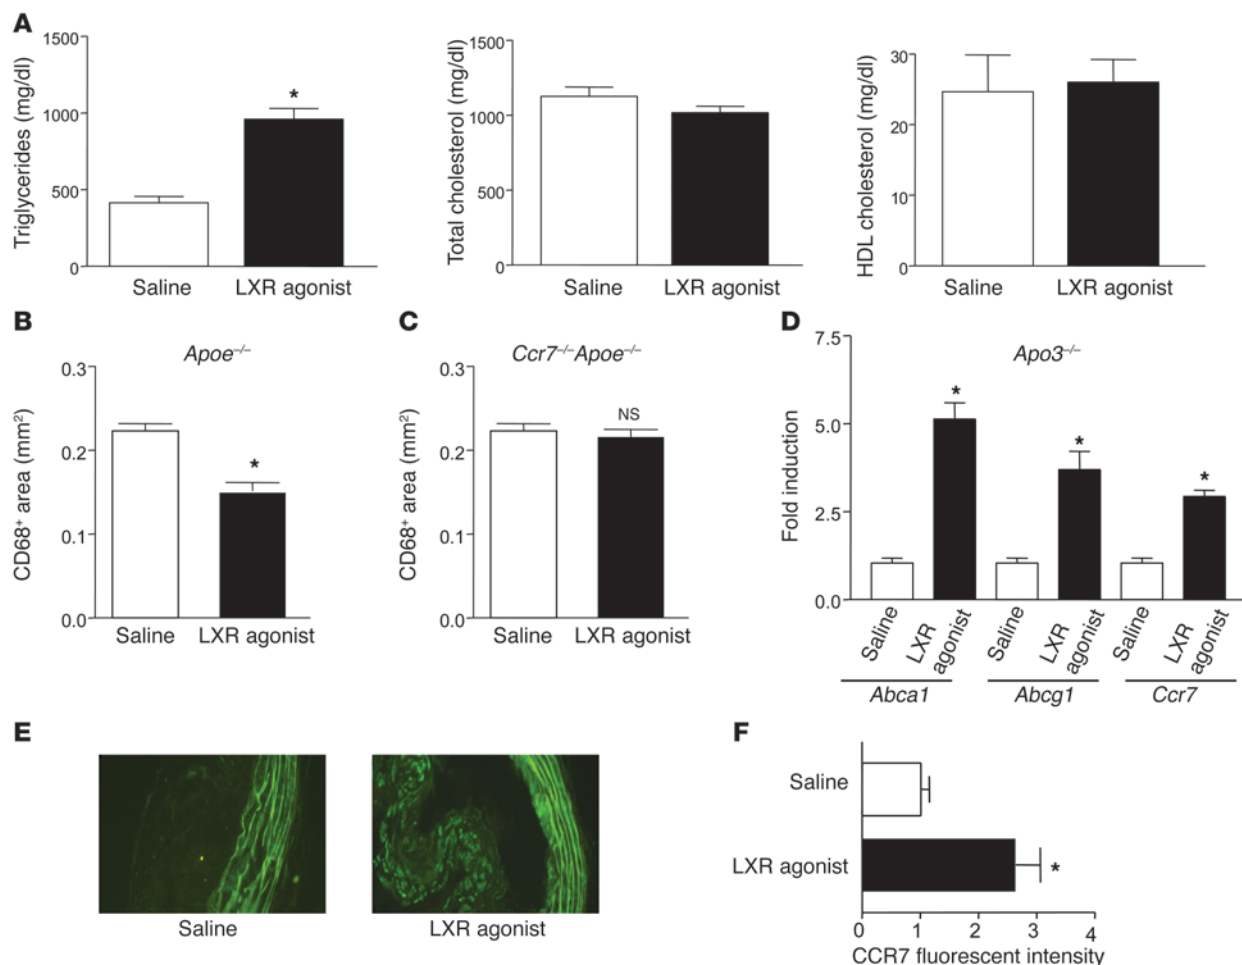 A
Triglycerides (mg/dl)
1500
1000
500
0
*
Saline
LXR agonist
Total cholesterol (mg/dl)
1500
1000
500
0
Saline
LXR agonist
HDL cholesterol (mg/dl)
30
20
10
0
Saline
LXR agonist
B
Apoe–/–
CD68+ area (mm2)
0.3
0.2
0.1
0.0
*
Saline
LXR agonist
C
Ccr7–/–Apoe–/–
CD68+ area (mm2)
0.3
0.2
0.1
0.0
NS
Saline
LXR agonist
D
Apo3–/–
Fold induction
7.5
5.0
2.5
0.0
*
*
*
Saline
LXR agonist
Saline
LXR agonist
Saline
LXR agonist
Abca1
Abcg1
Ccr7
E
Saline
LXR agonist
F
Saline
LXR agonist
*
0
1
2
3
4
CCR7 fluorescent intensity